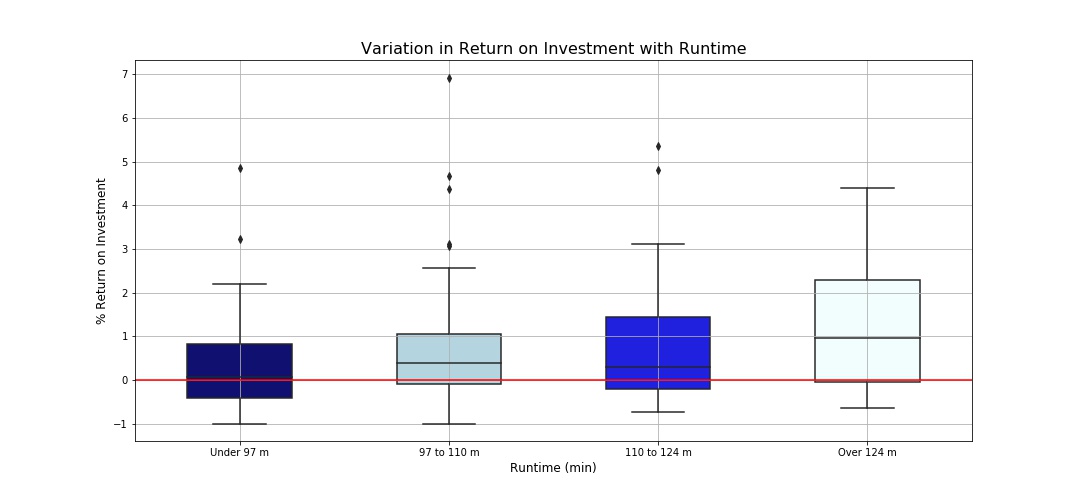 Variation in Return on Investment with Runtime
% Return on Investment
7
6
5
4
3
2
1
0
−1
Under 97 m
97 to 110 m
110 to 124 m
Over 124 m
Runtime (min)